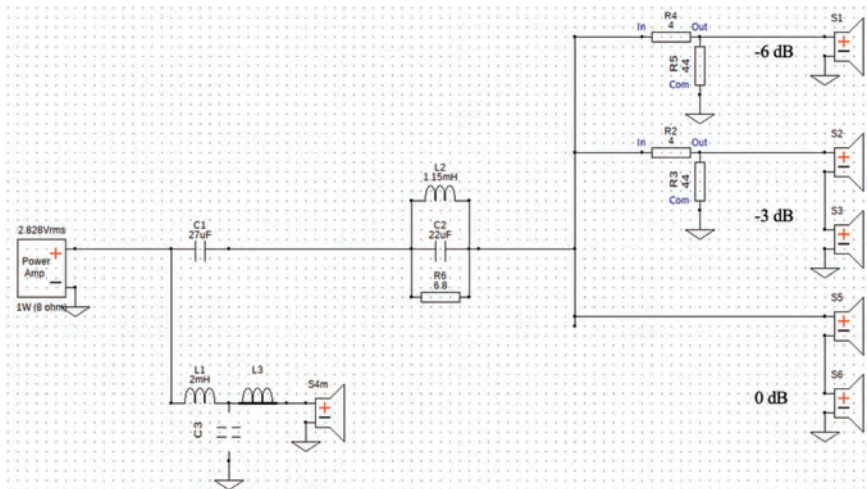 R4
4
In
Out
R5
44
Com
-6 dB
S1
R2
4
In
Out
R3
44
Com
-3 dB
S2
S3
L2
1.15mH
C1
27uF
C2
22uF
R6
6.8
2.828Vrms
Power
Amp
1W (8 ohm)
S5
S6
0 dB
L1
2mH
L3
S4m
C3